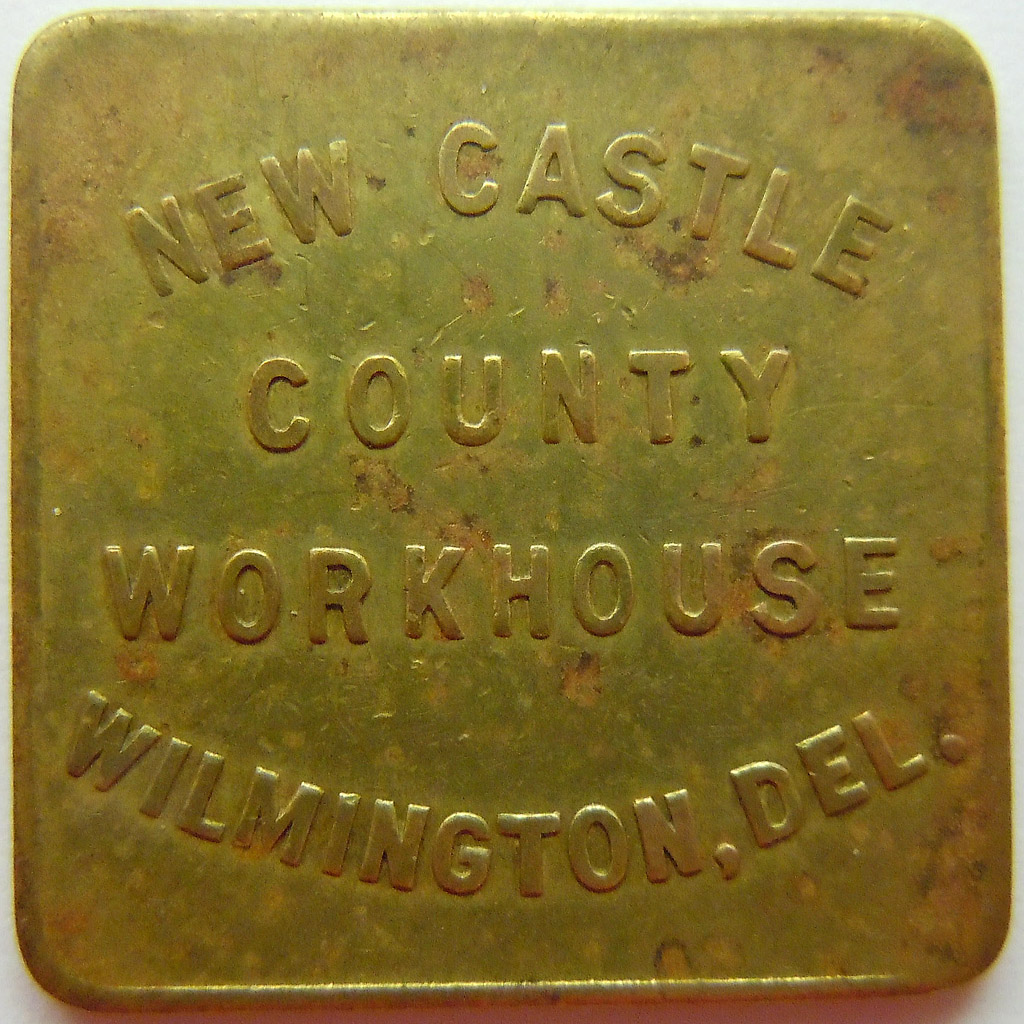 NEW CASTLE
COUNTY
WORKHOUSE
WILMINGTON, DEL.